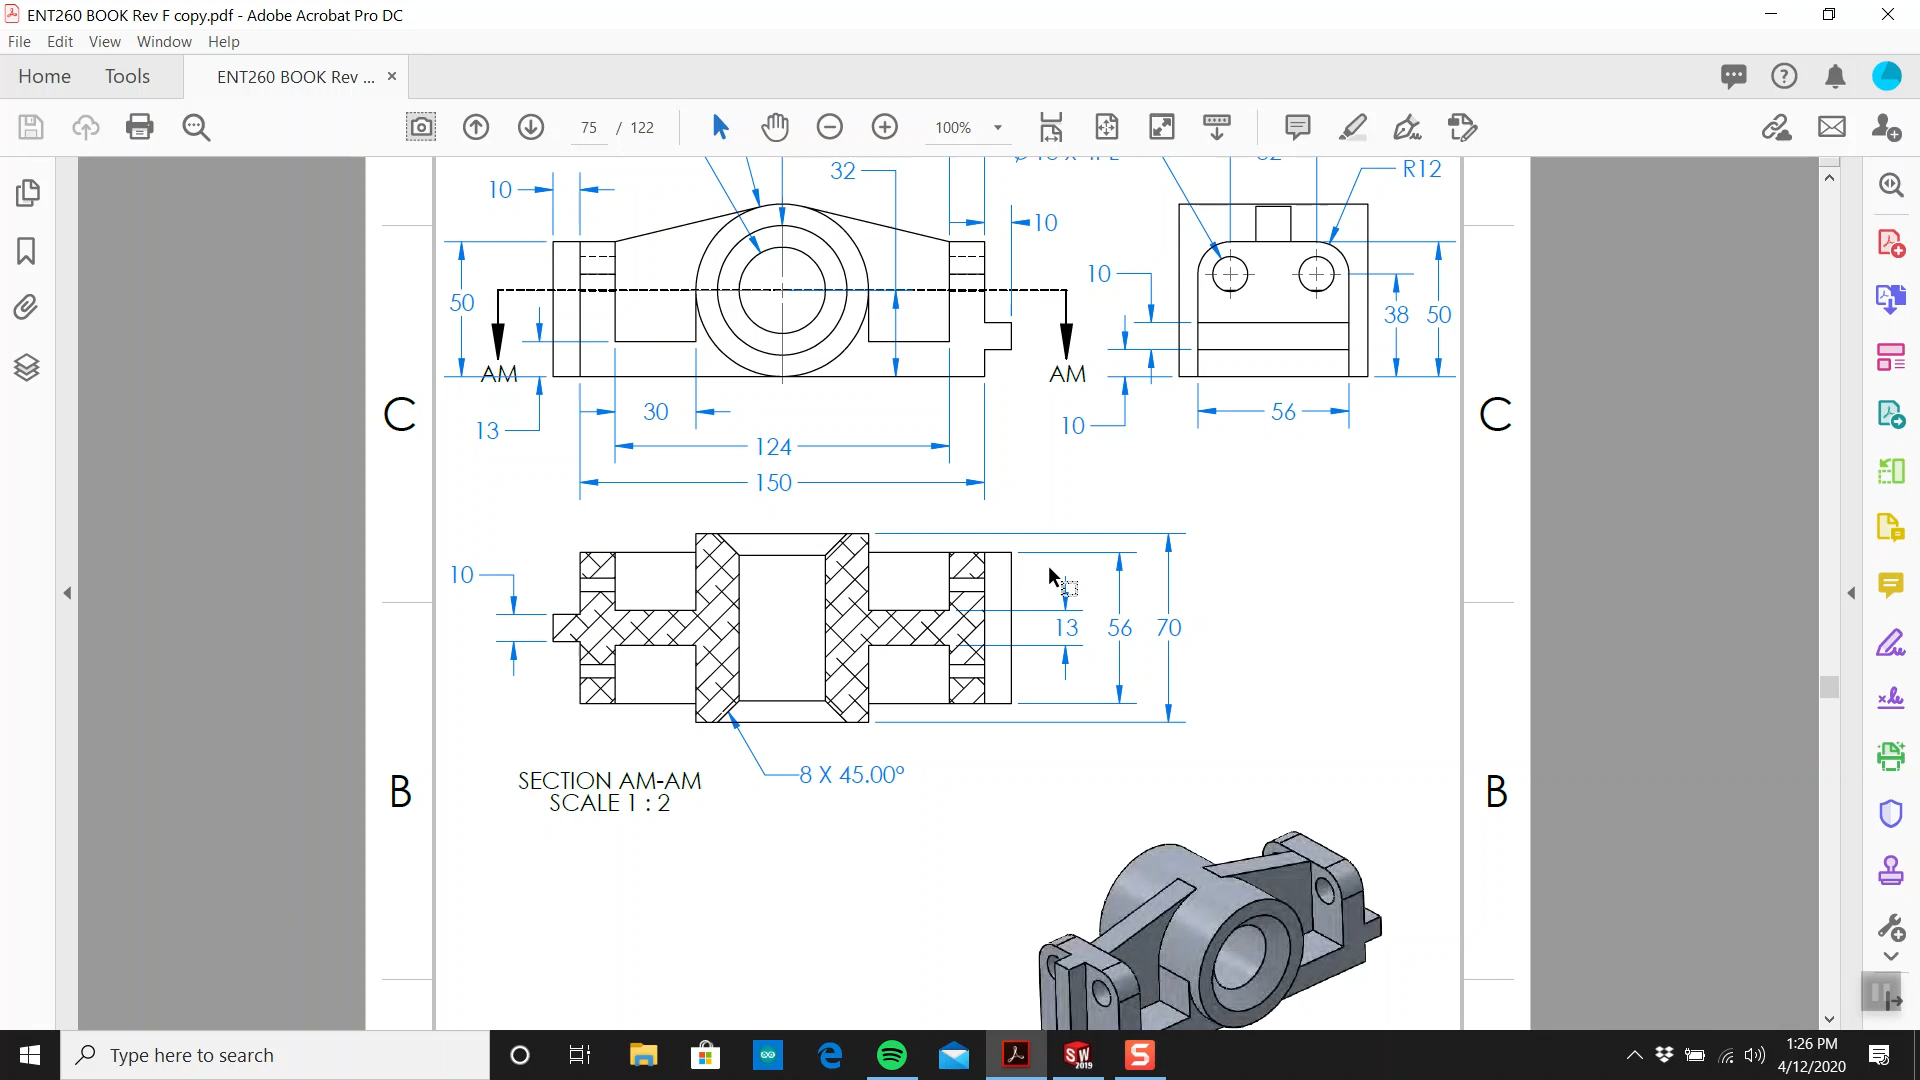 ENT260 BOOK Rev F copy.pdf - Adobe Acrobat Pro DC
File Edit View Window Help
Home Tools ENT260 BOOK Rev ... ×
75 / 122 100%
32 R12
10
10
10
50
38 50
AM AM
C C
30 56
13 10
124
150
10
13 56 70
8 X 45.00°
SECTION AM-AM
SCALE 1 : 2
B B
Type here to search
SW
2019
S
1:26 PM
4/12/2020